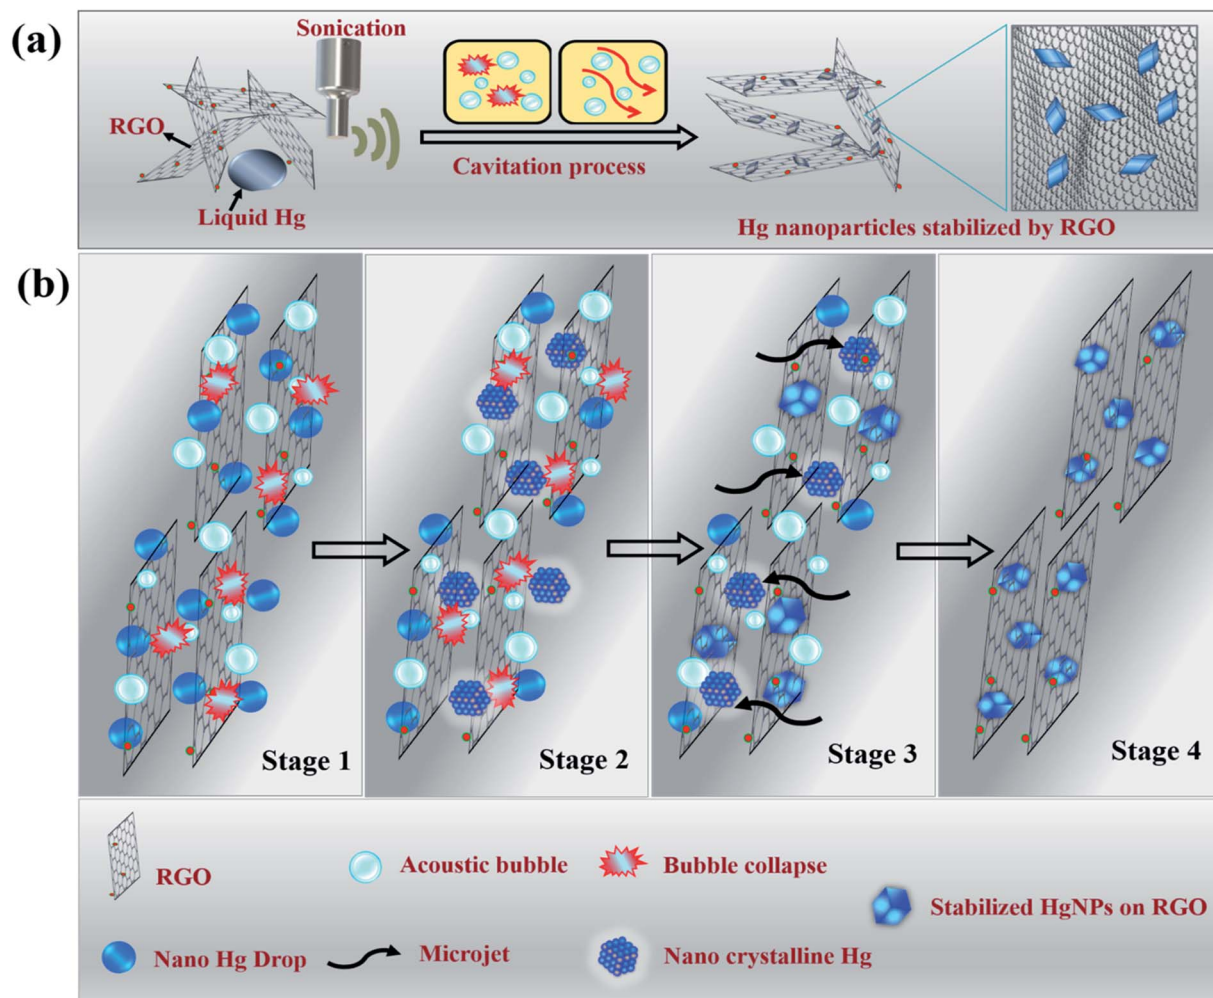 (a)
Sonication
RGO
Liquid Hg
Cavitation process
Hg nanoparticles stabilized by RGO
(b)
Stage 1
Stage 2
Stage 3
Stage 4
RGO
Acoustic bubble
Bubble collapse
Stabilized HgNPs on RGO
Nano Hg Drop
Microjet
Nano crystalline Hg